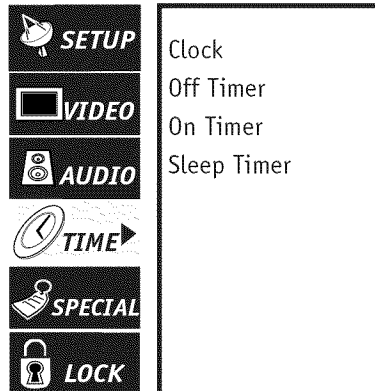 SETUP
VIDEO
AUDIO
TIME
SPECIAL
LOCK
Clock
Off Timer
On Timer
Sleep Timer